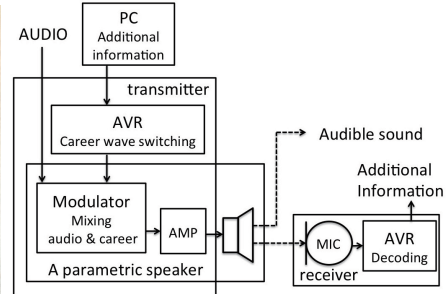 PC
Additional
information
AUDIO
transmitter
AVR
Career wave switching
Audible sound
Additional
Information
Modulator
Mixing
audio & career
AMP
MIC
AVR
Decoding
A parametric speaker
receiver